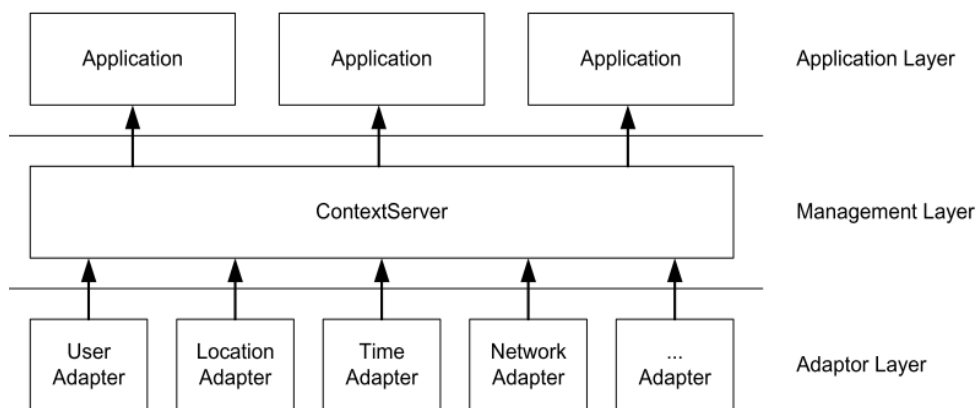 Application
Application
Application
Application Layer
ContextServer
Management Layer
User
Adapter
Location
Adapter
Time
Adapter
Network
Adapter
...
Adapter
Adaptor Layer